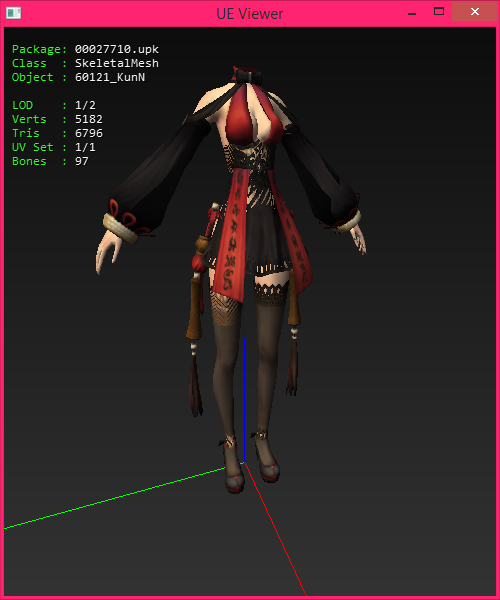 UE Viewer
Package: 00027710.upk
Class : SkeletalMesh
Object : 60121_KunN
LOD : 1/2
Verts : 5182
Tris : 6796
UV Set : 1/1
Bones : 97